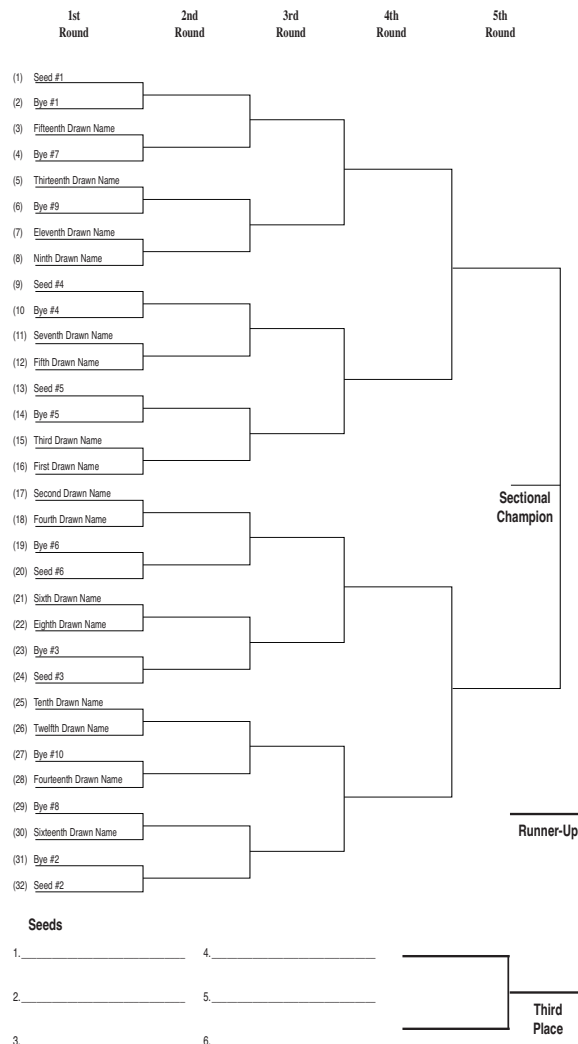 1st
Round
2nd
Round
3rd
Round
4th
Round
5th
Round
(1) Seed #1
(2) Bye #1
(3) Fifteenth Drawn Name
(4) Bye #7
(5) Thirteenth Drawn Name
(6) Bye #9
(7) Eleventh Drawn Name
(8) Ninth Drawn Name
(9) Seed #4
(10 Bye #4
(11) Seventh Drawn Name
(12) Fifth Drawn Name
(13) Seed #5
(14) Bye #5
(15) Third Drawn Name
(16) First Drawn Name
(17) Second Drawn Name
(18) Fourth Drawn Name
(19) Bye #6
(20) Seed #6
(21) Sixth Drawn Name
(22) Eighth Drawn Name
(23) Bye #3
(24) Seed #3
(25) Tenth Drawn Name
(26) Twelfth Drawn Name
(27) Bye #10
(28) Fourteenth Drawn Name
(29) Bye #8
(30) Sixteenth Drawn Name
(31) Bye #2
(32) Seed #2
Sectional
Champion
Runner-Up
Seeds
1. 4.
2. 5.
3. 6.
Third
Place